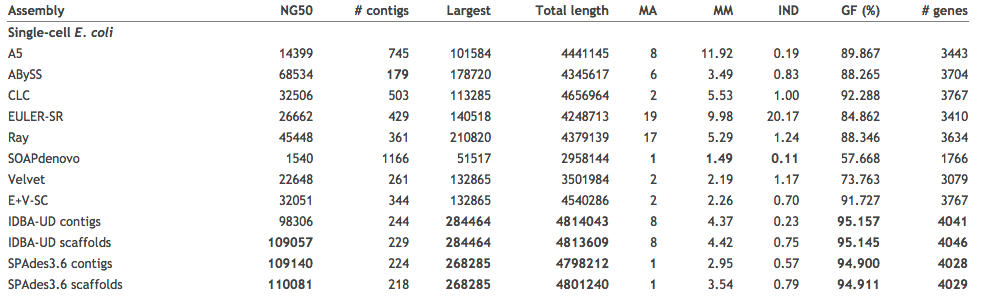 Assembly NG50 # contigs Largest Total length MA MM IND GF (%) # genes
Single-cell E. coli
A5 14399 745 101584 4441145 8 11.92 0.19 89.867 3443
ABySS 68534 179 178720 4345617 6 3.49 0.83 88.265 3704
CLC 32506 503 113285 4656964 2 5.53 1.00 92.288 3767
EULER-SR 26662 429 140518 4248713 19 9.98 20.17 84.862 3410
Ray 45448 361 210820 4379139 17 5.29 1.24 88.346 3634
SOAPdenovo 1540 1166 51517 2958144 1 1.49 0.11 57.668 1766
Velvet 22648 261 132865 3501984 2 2.19 1.17 73.763 3079
E+V-SC 32051 344 132865 4540286 2 2.26 0.70 91.727 3767
IDBA-UD contigs 98306 244 284464 4814043 8 4.37 0.23 95.157 4041
IDBA-UD scaffolds 109057 229 284464 4813609 8 4.42 0.75 95.145 4046
SPAdes3.6 contigs 109140 224 268285 4798212 1 2.95 0.57 94.900 4028
SPAdes3.6 scaffolds 110081 218 268285 4801240 1 3.54 0.79 94.911 4029